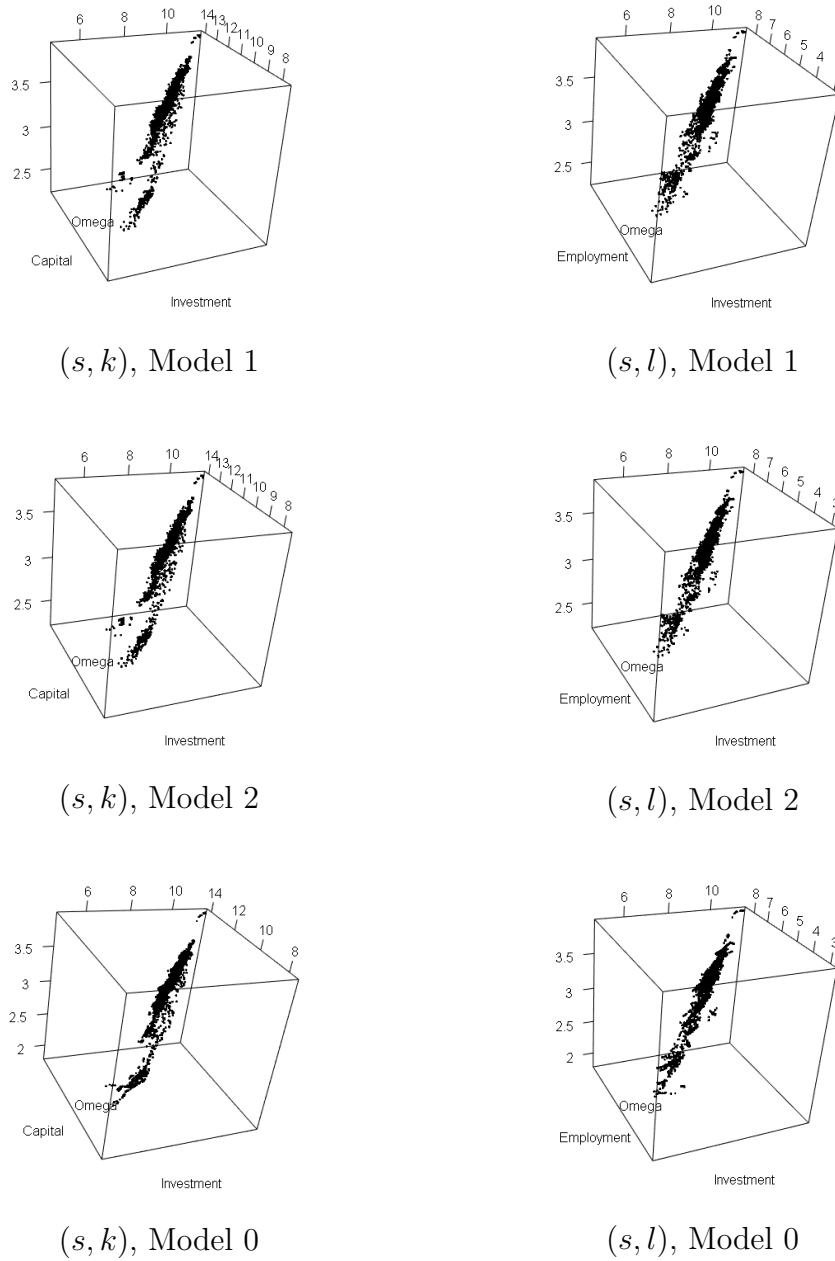 6 8 10 14 13 12 11 10 9 8
3.5
3
2.5
Omega
Capital
Investment
(s, k), Model 1
6 8 10 8 7 6 5 4
3.5
3
2.5
Omega
Employment
Investment
(s, l), Model 1
6 8 10 14 13 12 11 10 9 8
3.5
3
2.5
Omega
Capital
Investment
(s, k), Model 2
6 8 10 8 7 6 5 4 3
3.5
3
2.5
Omega
Employment
Investment
(s, l), Model 2
6 8 10 14 12 10 8
3.5
3
2.5
2
Omega
Capital
Investment
(s, k), Model 0
6 8 10 8 7 6 5 4 3
3.5
3
2.5
2
Omega
Employment
Investment
(s, l), Model 0